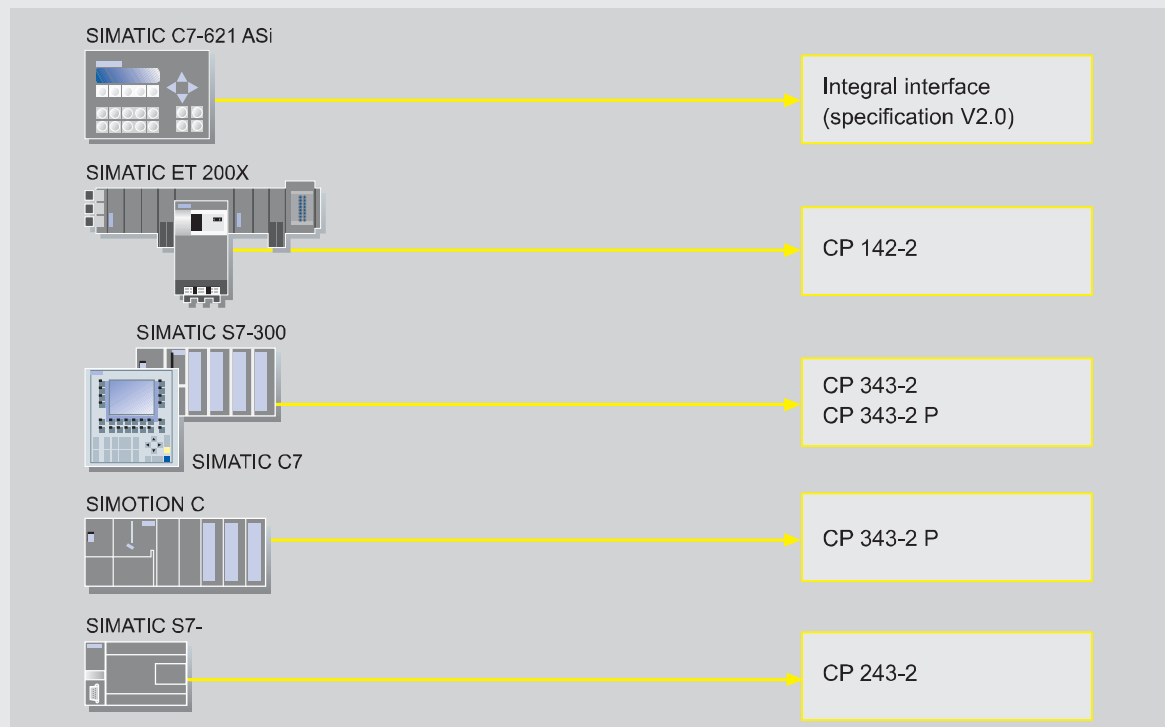 SIMATIC C7-621 ASi
Integral interface
(specification V2.0)
SIMATIC ET 200X
CP 142-2
SIMATIC S7-300
CP 343-2
CP 343-2 P
SIMATIC C7
SIMOTION C
CP 343-2 P
SIMATIC S7-
CP 243-2